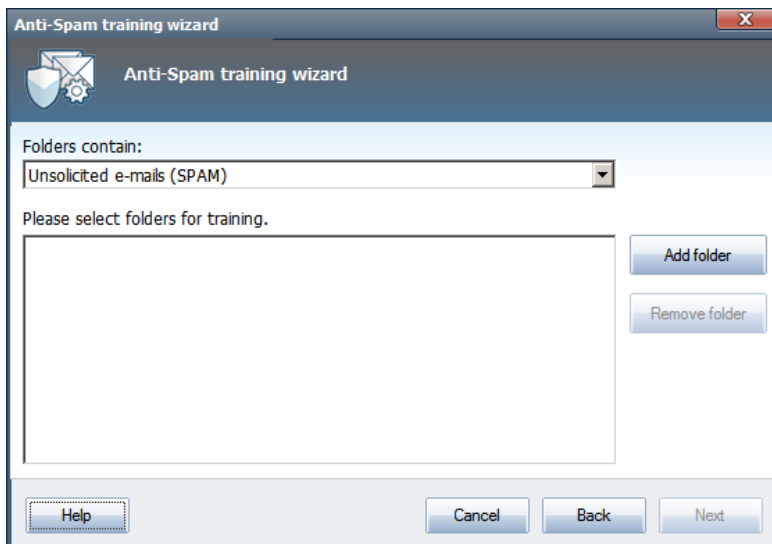 Anti-Spam training wizard
Anti-Spam training wizard
Folders contain:
Unsolicited e-mails (SPAM)
Please select folders for training.
Add folder
Remove folder
Help
Cancel
Back
Next